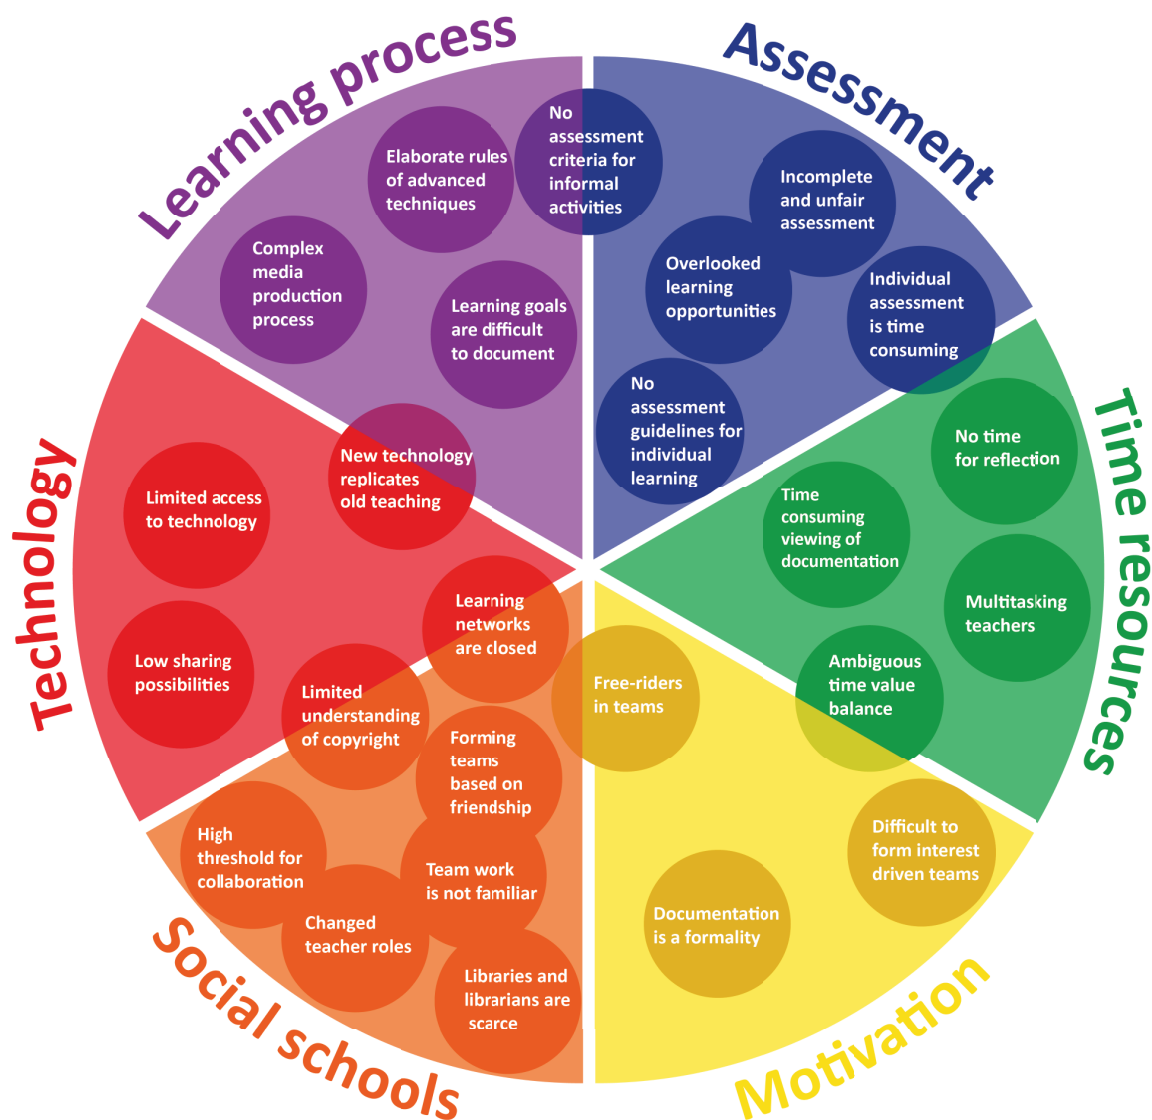 Learning process
Assessment
Time resources
Motivation
Social schools
Technology
No
assessment
criteria for
informal
activities
Elaborate rules
of advanced
techniques
Complex
media
production
process
Learning goals
are difficult
to document
Incomplete
and unfair
assessment
Overlooked
learning
opportunities
Individual
assessment
is time
consuming
No
assessment
guidelines for
individual
learning
No time
for reflection
Time
consuming
viewing of
documentation
Multitasking
teachers
Ambiguous
time value
balance
New technology
replicates
old teaching
Limited access
to technology
Low sharing
possibilities
Learning
networks
are closed
Limited
understanding
of copyright
Free-riders
in teams
Difficult to
form interest
driven teams
Documentation
is a formality
Forming
teams
based on
friendship
High
threshold for
collaboration
Team work
is not familiar
Changed
teacher roles
Libraries and
librarians are
scarce